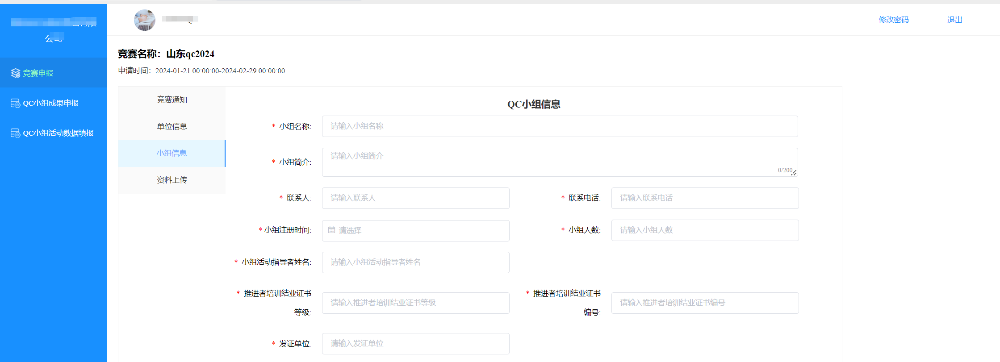 修改密码
退出
竞赛名称：山东qc2024
申请时间：2024-01-21 00:00:00-2024-02-29 00:00:00
竞赛申报
QC小组成果申报
QC小组活动数据填报
竞赛通知
单位信息
小组信息
资料上传
QC小组信息
* 小组名称: 请输入小组名称
* 小组简介: 请输入小组简介
0/200
* 联系人: 请输入联系人 * 联系电话: 请输入联系电话
* 小组注册时间: 请选择 * 小组人数: 请输入小组人数
* 小组活动指导者姓名: 请输入小组活动指导者姓名
* 推进者培训结业证书等级: 请输入推进者培训结业证书等级 * 推进者培训结业证书编号: 请输入推进者培训结业证书编号
* 发证单位: 请输入发证单位